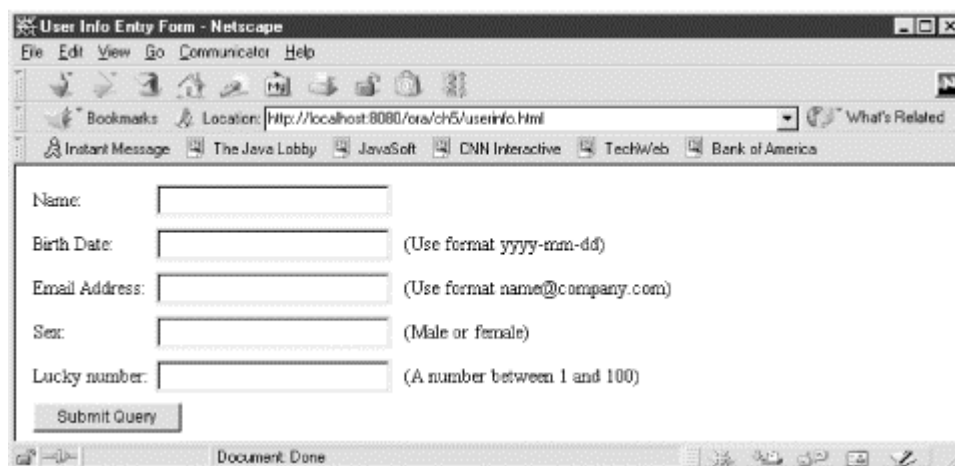 User Info Entry Form - Netscape
File Edit View Go Communicator Help
My
N
Bookmarks Location: http://localhost:8080/ora/ch5/userinfo.html What's Related
Instant Message The Java Lobby JavaSoft CNN Interactive TechWeb Bank of America
Name:
Birth Date: (Use format yyyy-mm-dd)
Email Address: (Use format name@company.com)
Sex: (Male or female)
Lucky number: (A number between 1 and 100)
Submit Query
Document: Done